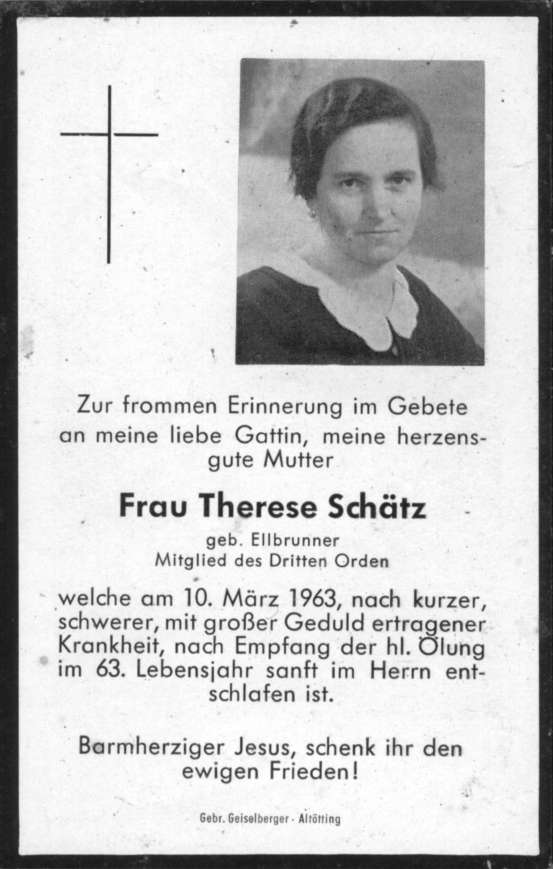 Zur frommen Erinnerung im Gebete
an meine liebe Gattin, meine herzens-
gute Mutter
Frau Therese Schätz
geb. Ellbrunner
Mitglied des Dritten Orden
welche am 10. März 1963, nach kurzer,
schwerer, mit großer Geduld ertragener
Krankheit, nach Empfang der hl. Ölung
im 63. Lebensjahr sanft im Herrn ent-
schlafen ist.
Barmherziger Jesus, schenk ihr den
ewigen Frieden!
Gebr. Geiselberger - Altötting